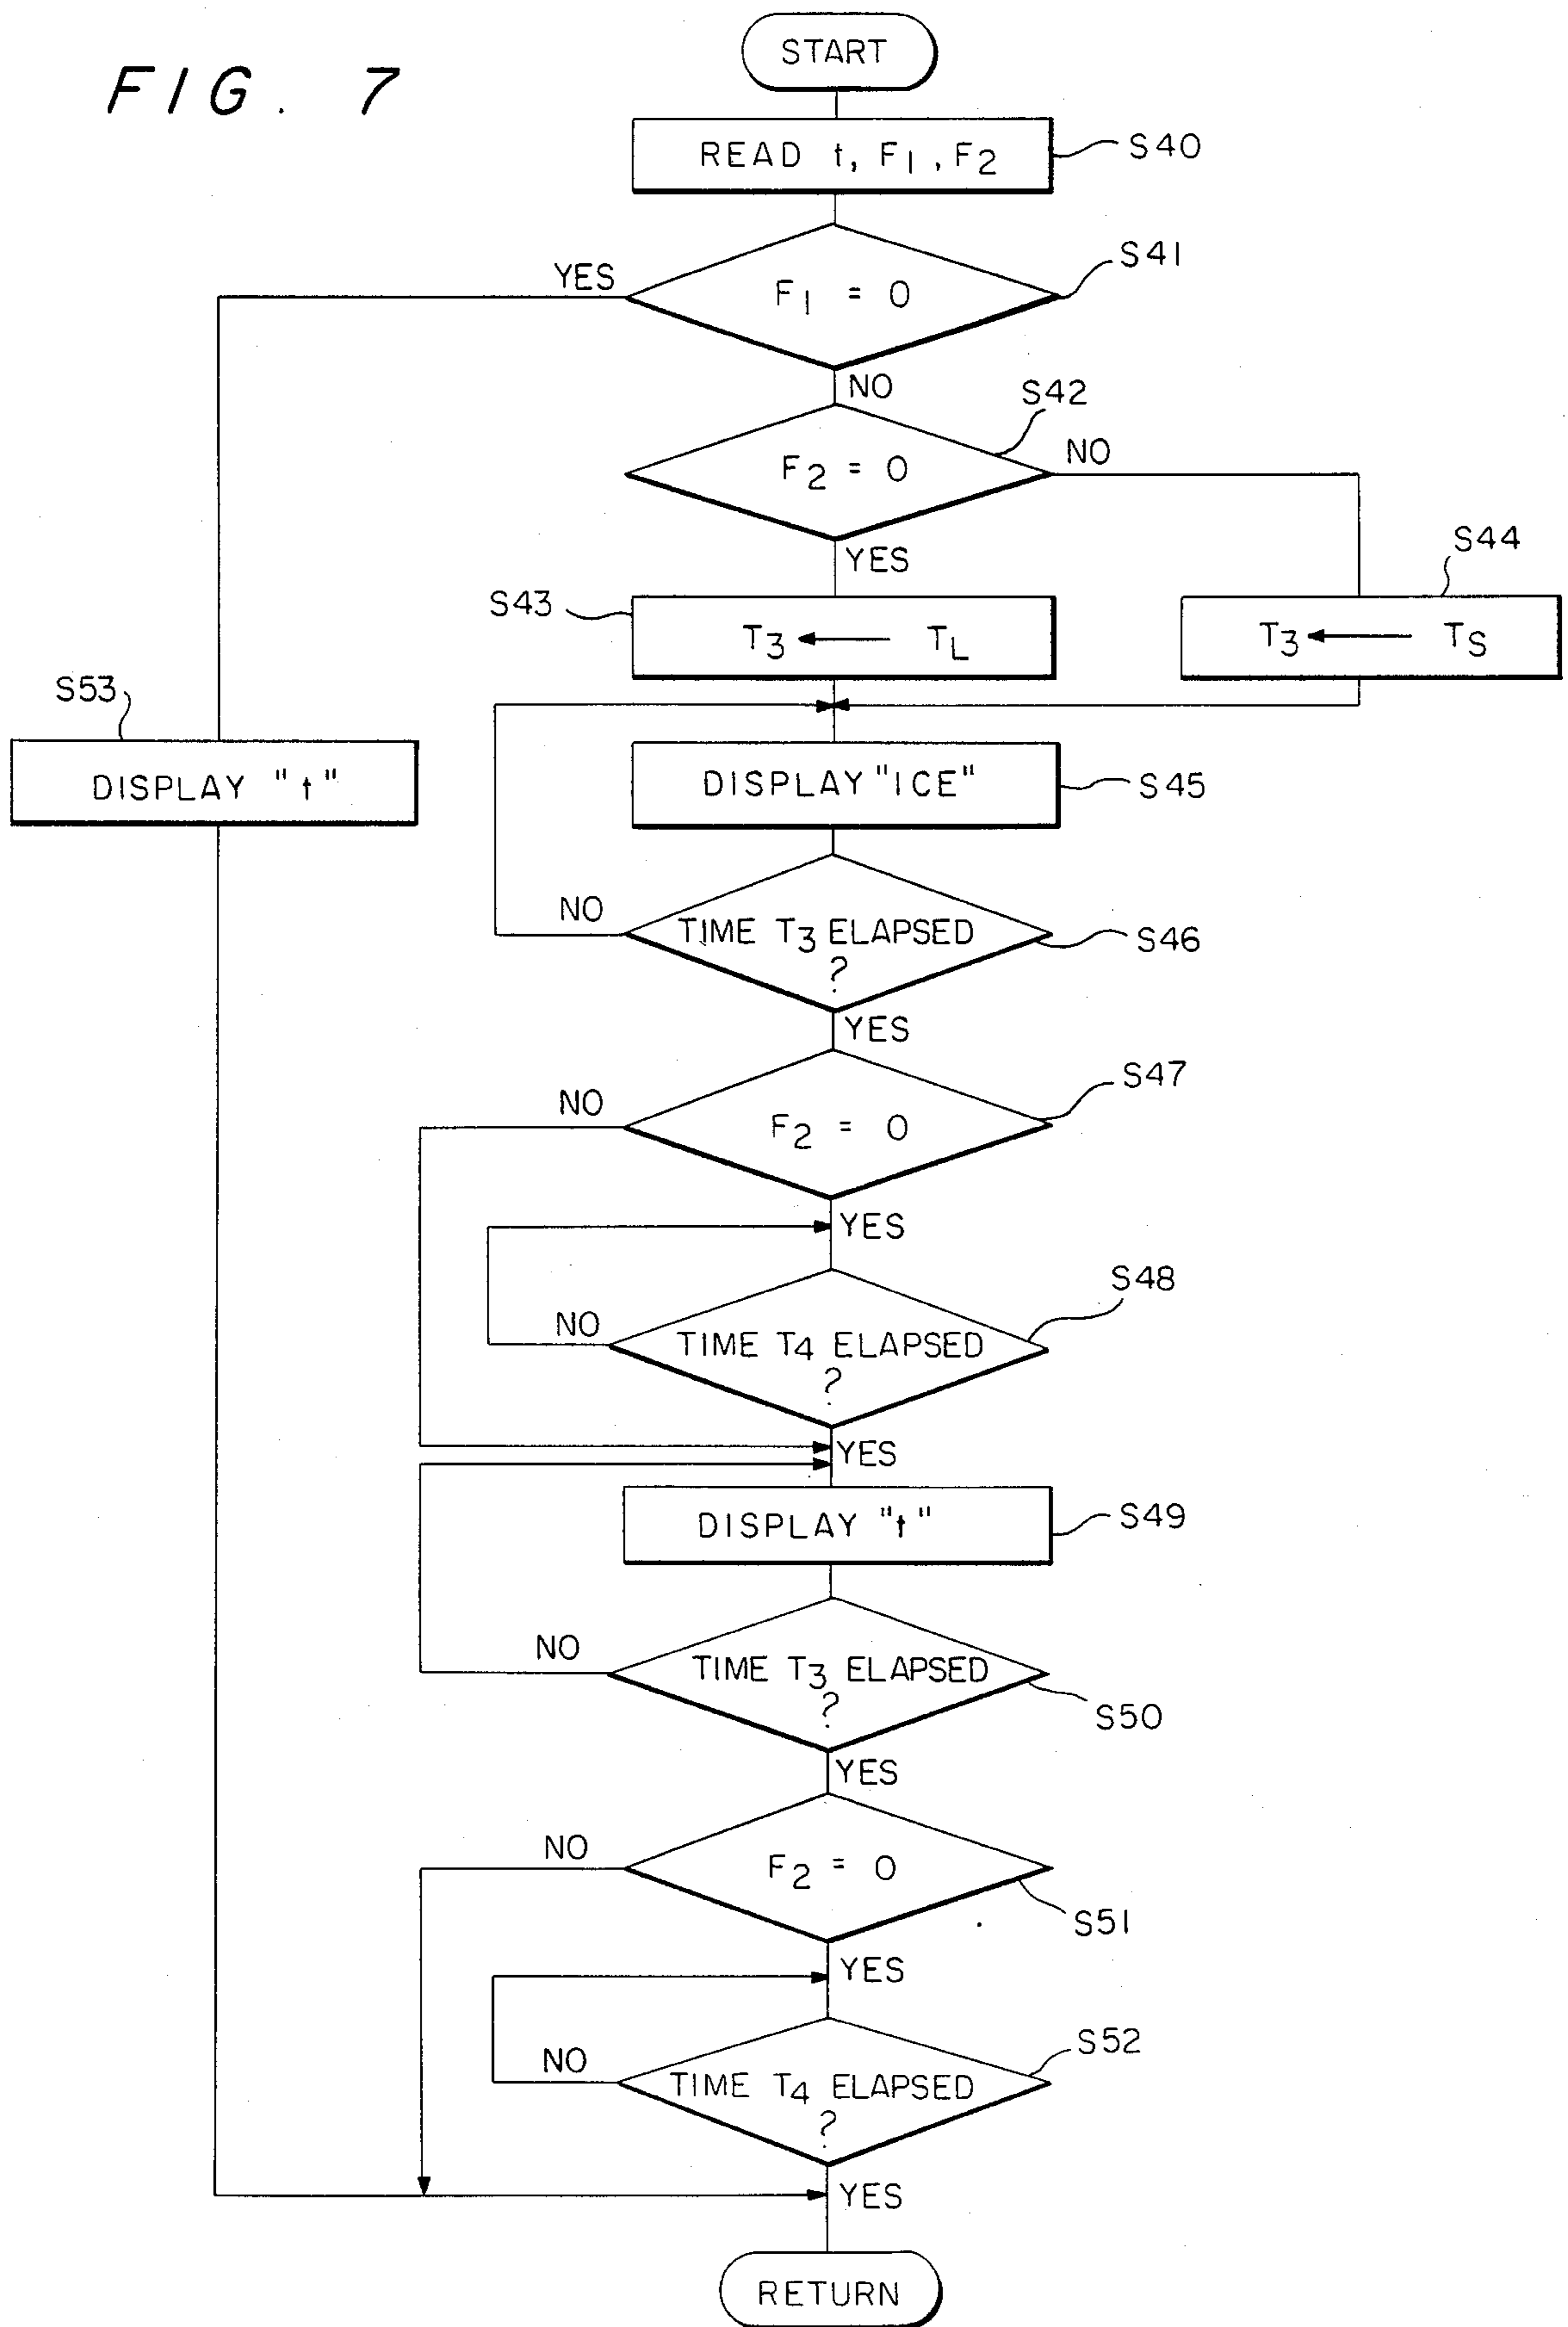 FIG. 7
START
READ t, F1, F2
S40
F1 = 0
S41
YES
NO
F2 = 0
S42
NO
YES
S43
T3 ← TL
S44
T3 ← TS
S53
DISPLAY "t"
DISPLAY "ICE"
S45
NO
TIME T3 ELAPSED
?
S46
YES
NO
F2 = 0
S47
YES
NO
TIME T4 ELAPSED
?
S48
YES
DISPLAY "t"
S49
NO
TIME T3 ELAPSED
?
S50
YES
NO
F2 = 0
S51
YES
NO
TIME T4 ELAPSED
?
S52
YES
RETURN